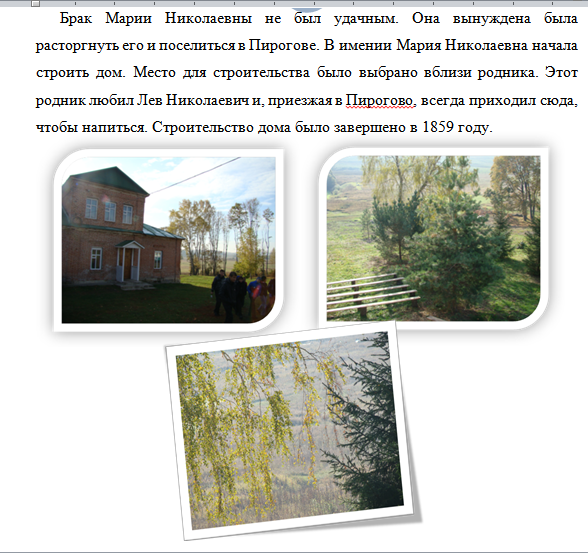 Брак Марии Николаевны не был удачным. Она вынуждена была
расторгнуть его и поселиться в Пирогове. В имении Мария Николаевна начала
строить дом. Место для строительства было выбрано вблизи родника. Этот
родник любил Лев Николаевич и, приезжая в Пирогово, всегда приходил сюда,
чтобы напиться. Строительство дома было завершено в 1859 году.